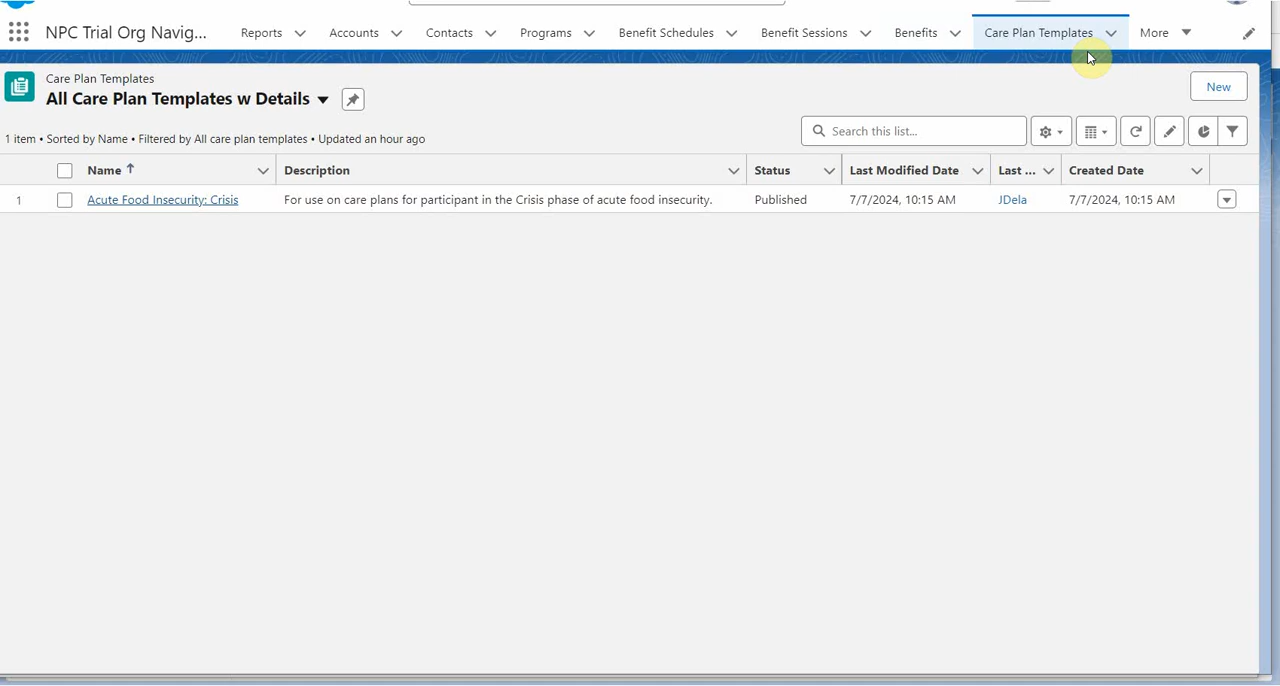 NPC Trial Org Navig... Reports Accounts Contacts Programs Benefit Schedules Benefit Sessions Benefits Care Plan Templates More
Care Plan Templates
All Care Plan Templates w Details
New
1 item • Sorted by Name • Filtered by All care plan templates • Updated an hour ago
Search this list...
Name Description Status Last Modified Date Last ... Created Date
1 Acute Food Insecurity: Crisis For use on care plans for participant in the Crisis phase of acute food insecurity. Published 7/7/2024, 10:15 AM JDela 7/7/2024, 10:15 AM